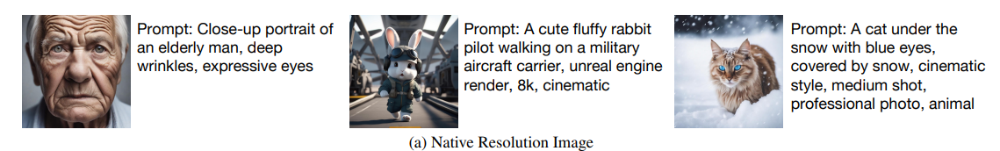 Prompt: Close-up portrait of
an elderly man, deep
wrinkles, expressive eyes
Prompt: A cute fluffy rabbit
pilot walking on a military
aircraft carrier, unreal engine
render, 8k, cinematic
Prompt: A cat under the
snow with blue eyes,
covered by snow, cinematic
style, medium shot,
professional photo, animal
(a) Native Resolution Image